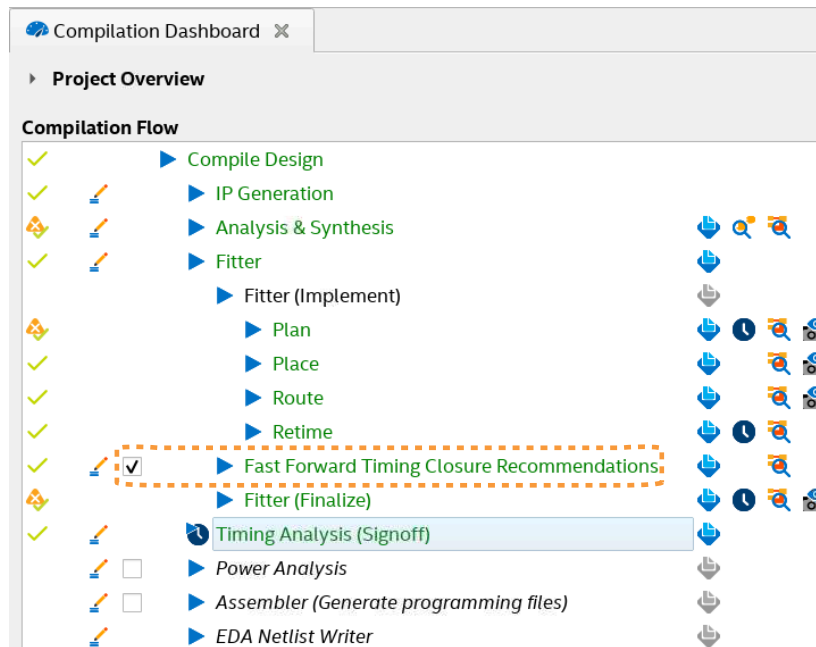 Compilation Dashboard
Project Overview
Compilation Flow
Compile Design
IP Generation
Analysis & Synthesis
Fitter
Fitter (Implement)
Plan
Place
Route
Retime
Fast Forward Timing Closure Recommendations
Fitter (Finalize)
Timing Analysis (Signoff)
Power Analysis
Assembler (Generate programming files)
EDA Netlist Writer